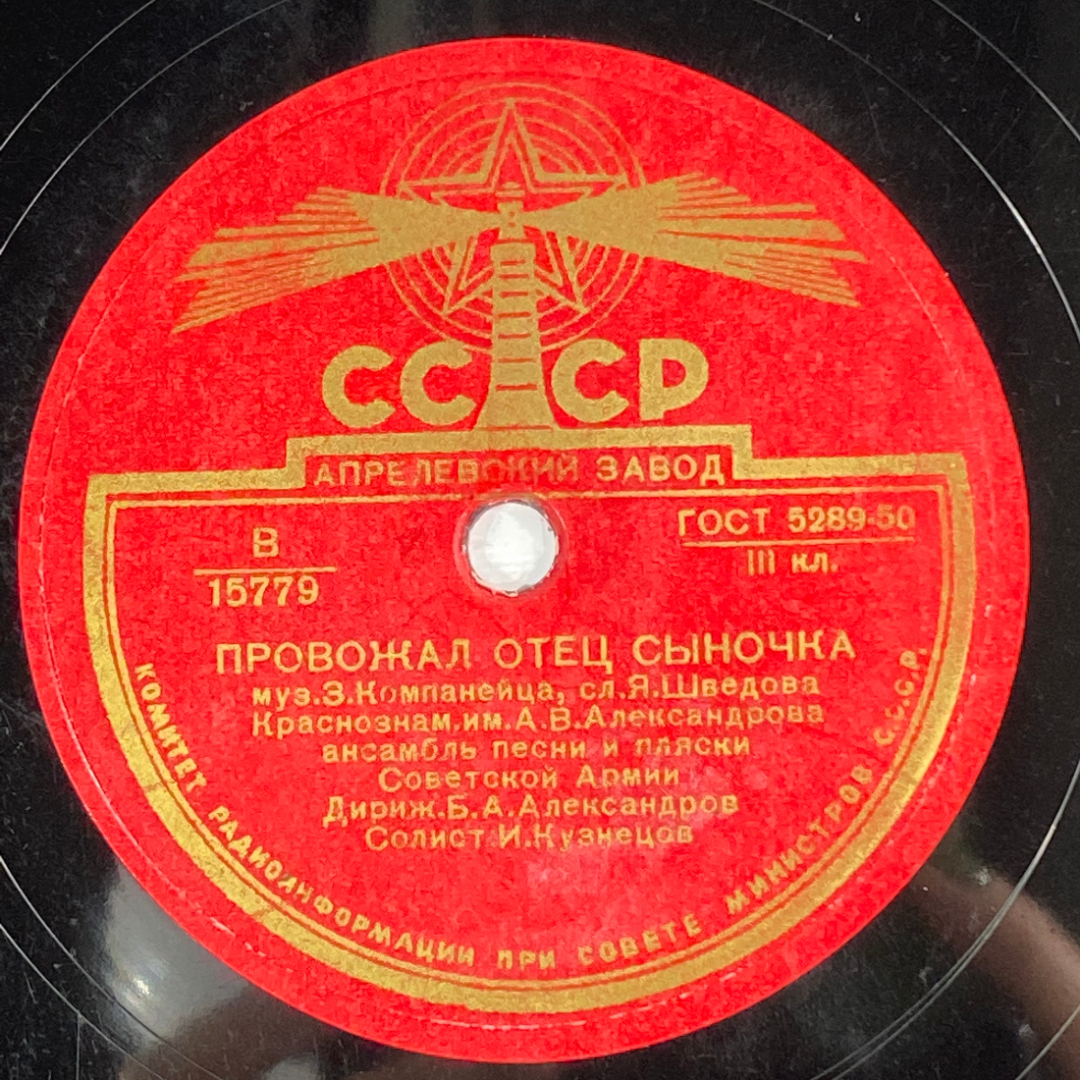 СССР
АПРЕЛЕВСКИЙ ЗАВОД
В
15779
ГОСТ 5289-50
III кл.
ПРОВОЖАЛ ОТЕЦ СЫНОЧКА
муз.З.Компанейца, сл.Я.Шведова
Краснознам.им.А.В.Александрова
ансамбль песни и пляски
Советской Армии
Дириж.Б.А.Александров
Солист И.Кузнецов
КОМИТЕТ РАДИОИНФОРМАЦИИ ПРИ СОВЕТЕ МИНИСТРОВ С.С.С.Р.